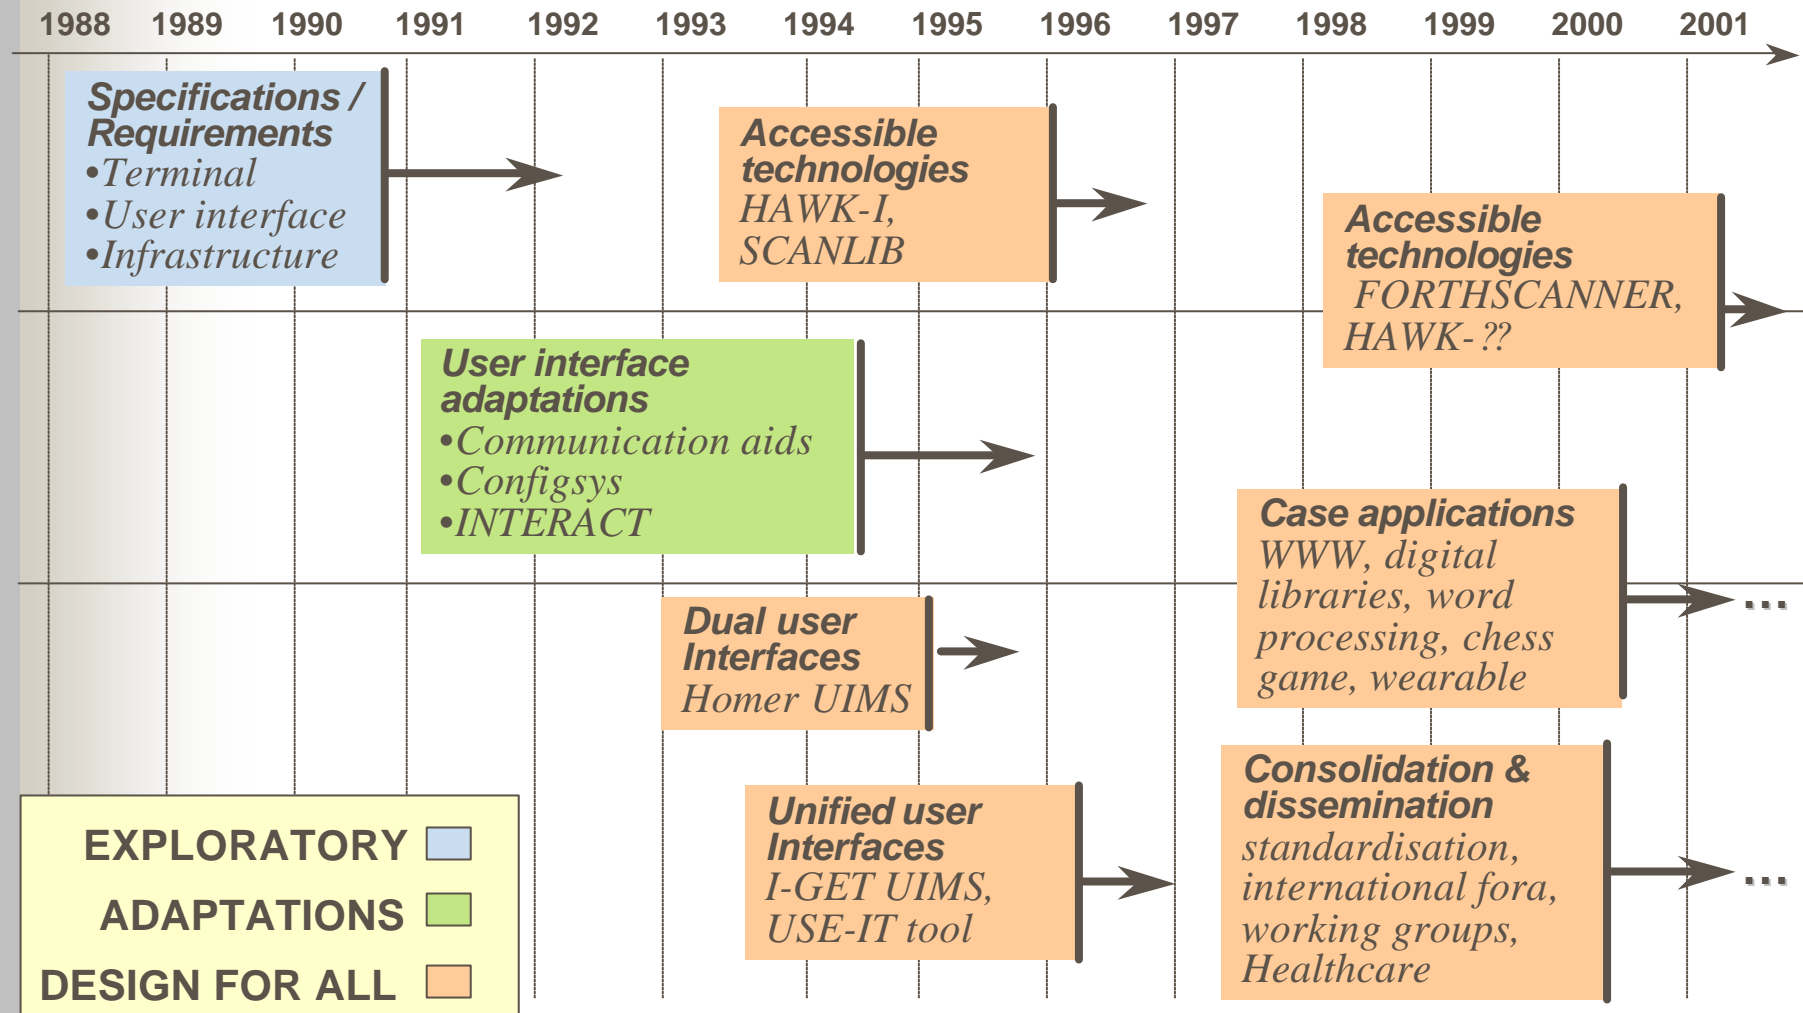 1988 1989 1990 1991 1992 1993 1994 1995 1996 1997 1998 1999 2000 2001
Specifications /
Requirements
•Terminal
•User interface
•Infrastructure
Accessible
technologies
HAWK-I,
SCANLIB
Accessible
technologies
FORTHSCANNER,
HAWK-??
User interface
adaptations
•Communication aids
•Configsys
•INTERACT
Case applications
WWW, digital
libraries, word
processing, chess
game, wearable
...
Dual user
Interfaces
Homer UIMS
Unified user
Interfaces
I-GET UIMS,
USE-IT tool
Consolidation &
dissemination
standardisation,
international fora,
working groups,
Healthcare
...
EXPLORATORY
ADAPTATIONS
DESIGN FOR ALL